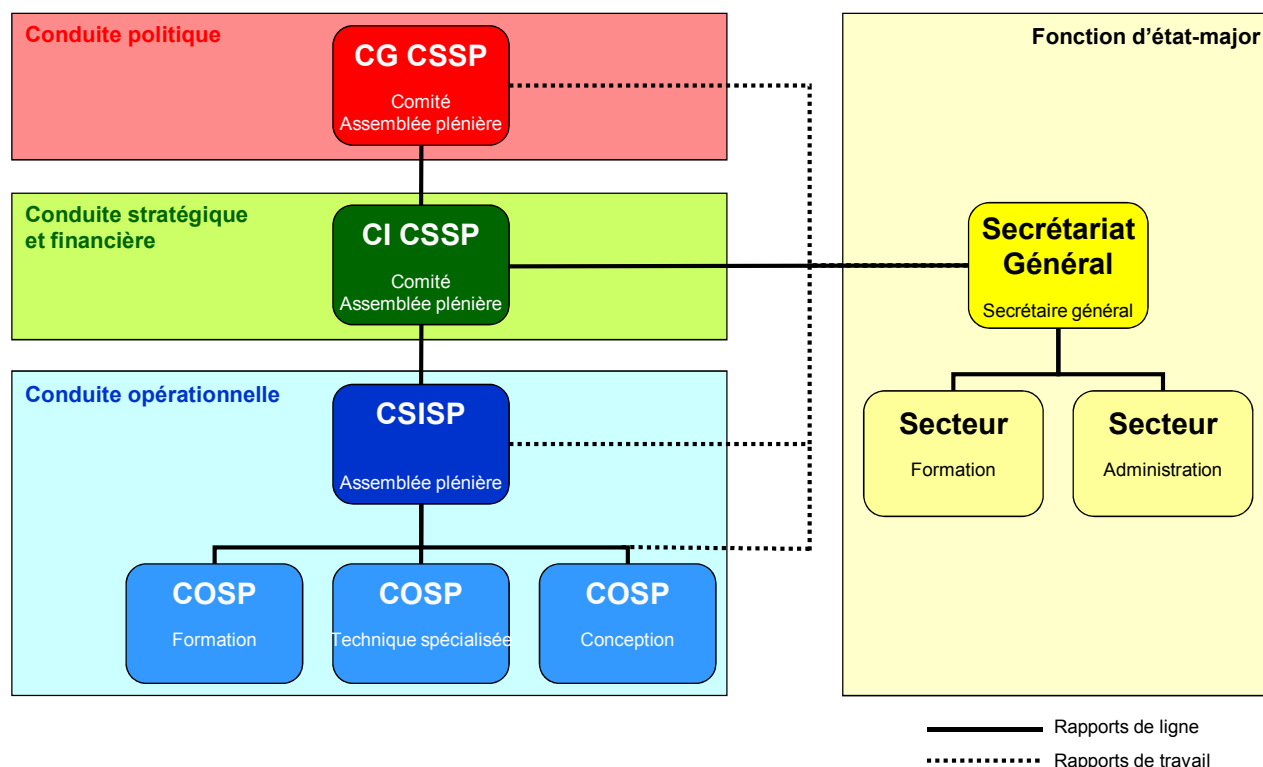 Conduite politique
CG CSSP
Comité
Assemblée plénière
Fonction d'état-major
Conduite stratégique
et financière
CI CSSP
Comité
Assemblée plénière
Secrétariat
Général
Secrétaire général
Conduite opérationnelle
CSISP
Assemblée plénière
Secteur
Formation
Secteur
Administration
COSP
Formation
COSP
Technique spécialisée
COSP
Conception
Rapports de ligne
Rapports de travail